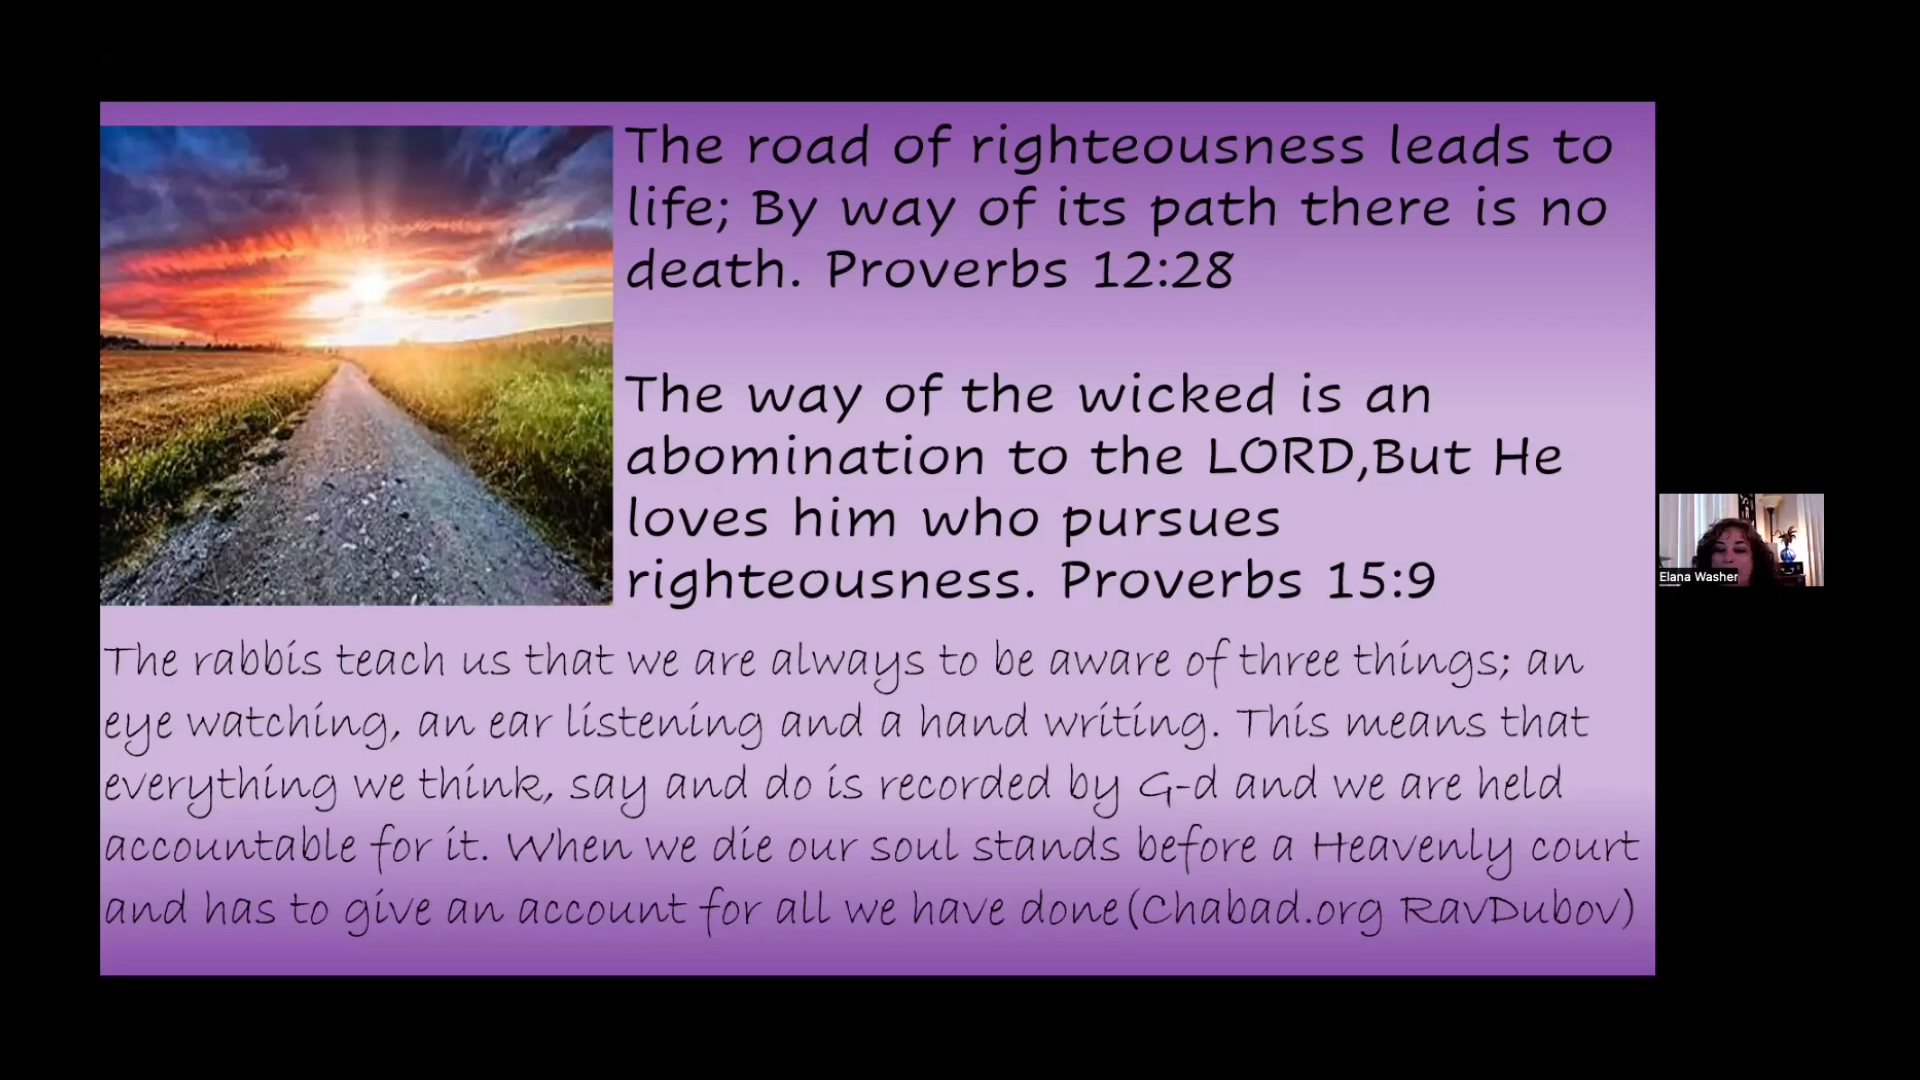 The road of righteousness leads to
life; By way of its path there is no
death. Proverbs 12:28
The way of the wicked is an
abomination to the LORD,But He
loves him who pursues
righteousness. Proverbs 15:9
The rabbis teach us that we are always to be aware of three things; an
eye watching, an ear listening and a hand writing. This means that
everything we think, say and do is recorded by G-d and we are held
accountable for it. When we die our soul stands before a Heavenly court
and has to give an account for all we have done(Chabad.org RavDubov)
Elana Washer